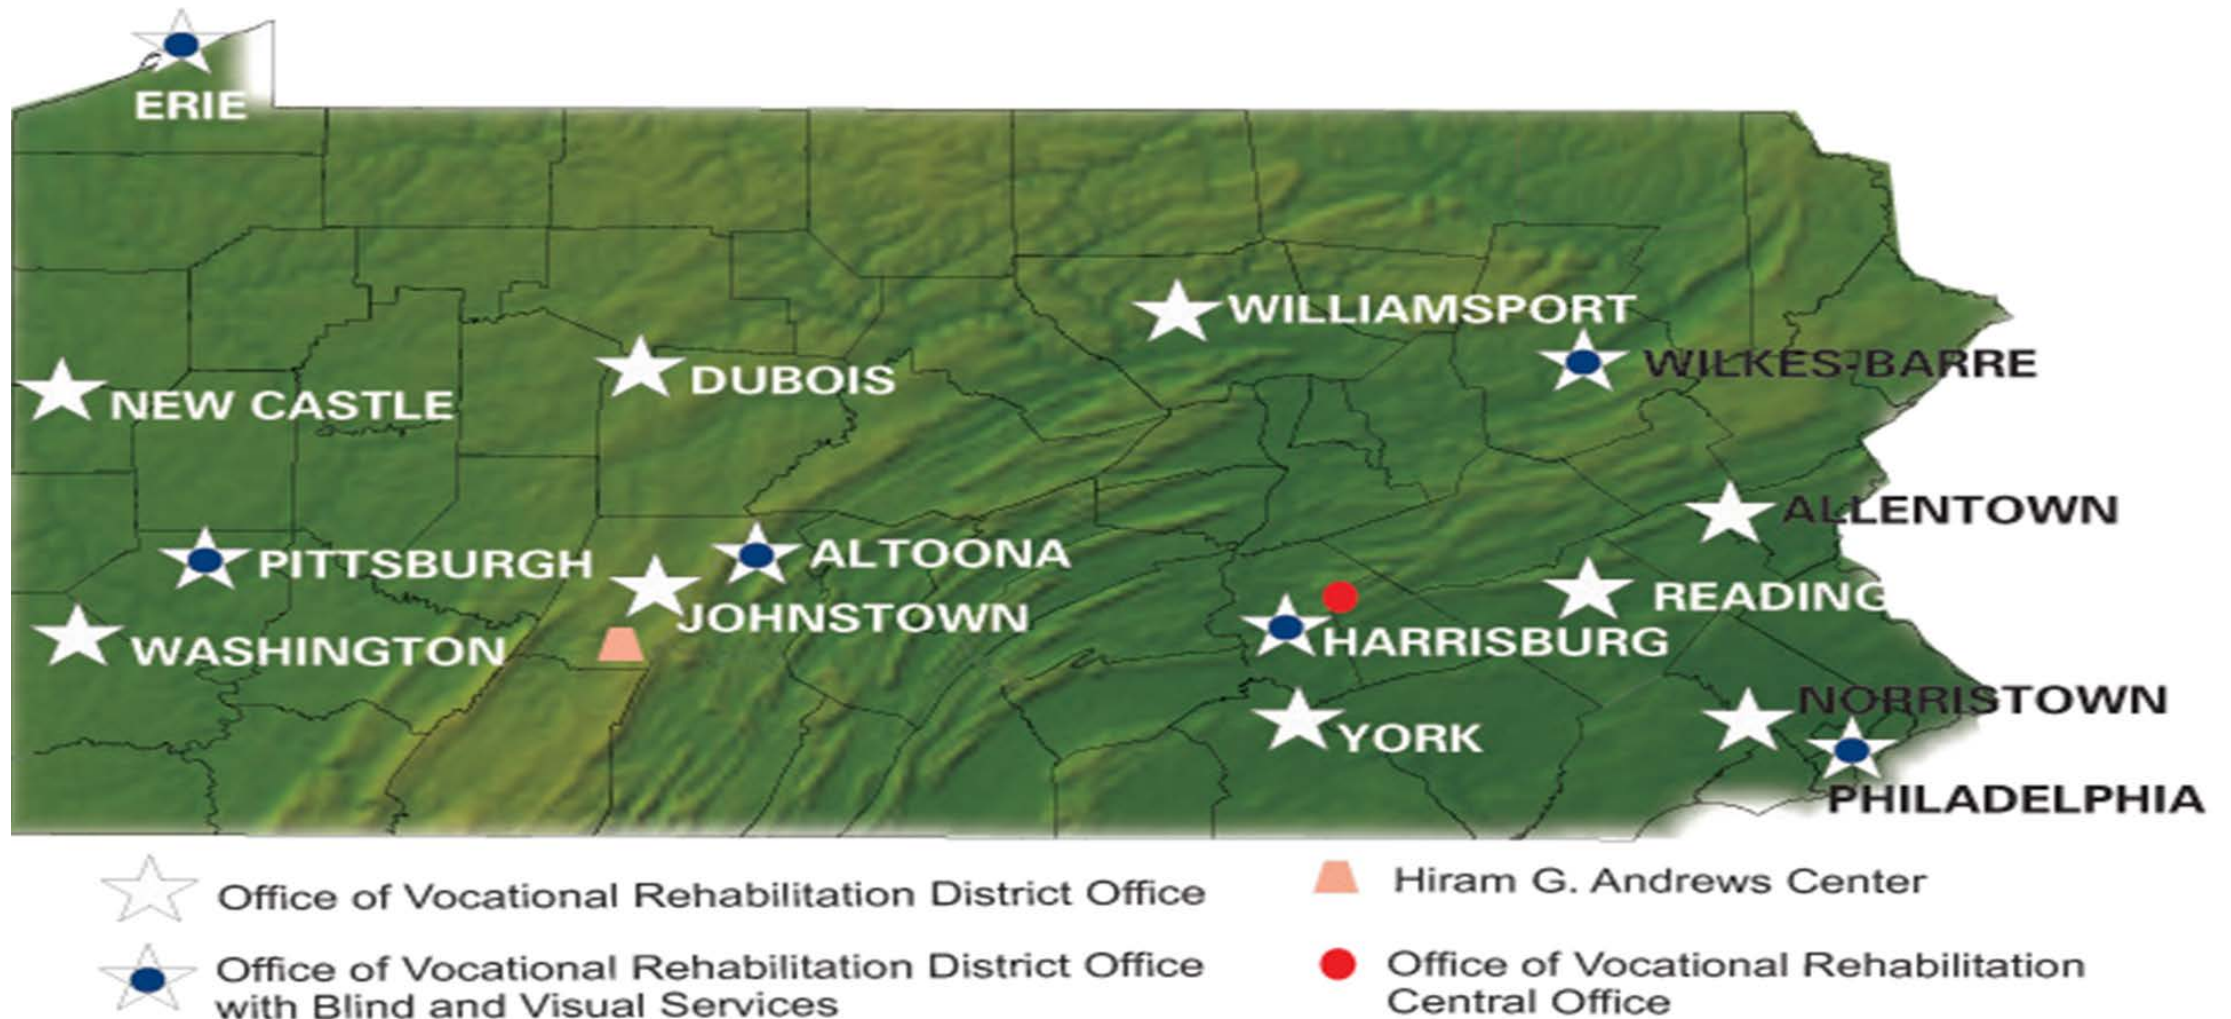 ERIE
WILLIAMSPORT
WILKES-BARRE
DUBOIS
NEW CASTLE
ALLENTOWN
PITTSBURGH
ALTOONA
READING
JOHNSTOWN
HARRISBURG
WASHINGTON
NORRISTOWN
YORK
PHILADELPHIA
Office of Vocational Rehabilitation District Office
Office of Vocational Rehabilitation District Office
with Blind and Visual Services
Hiram G. Andrews Center
Office of Vocational Rehabilitation
Central Office